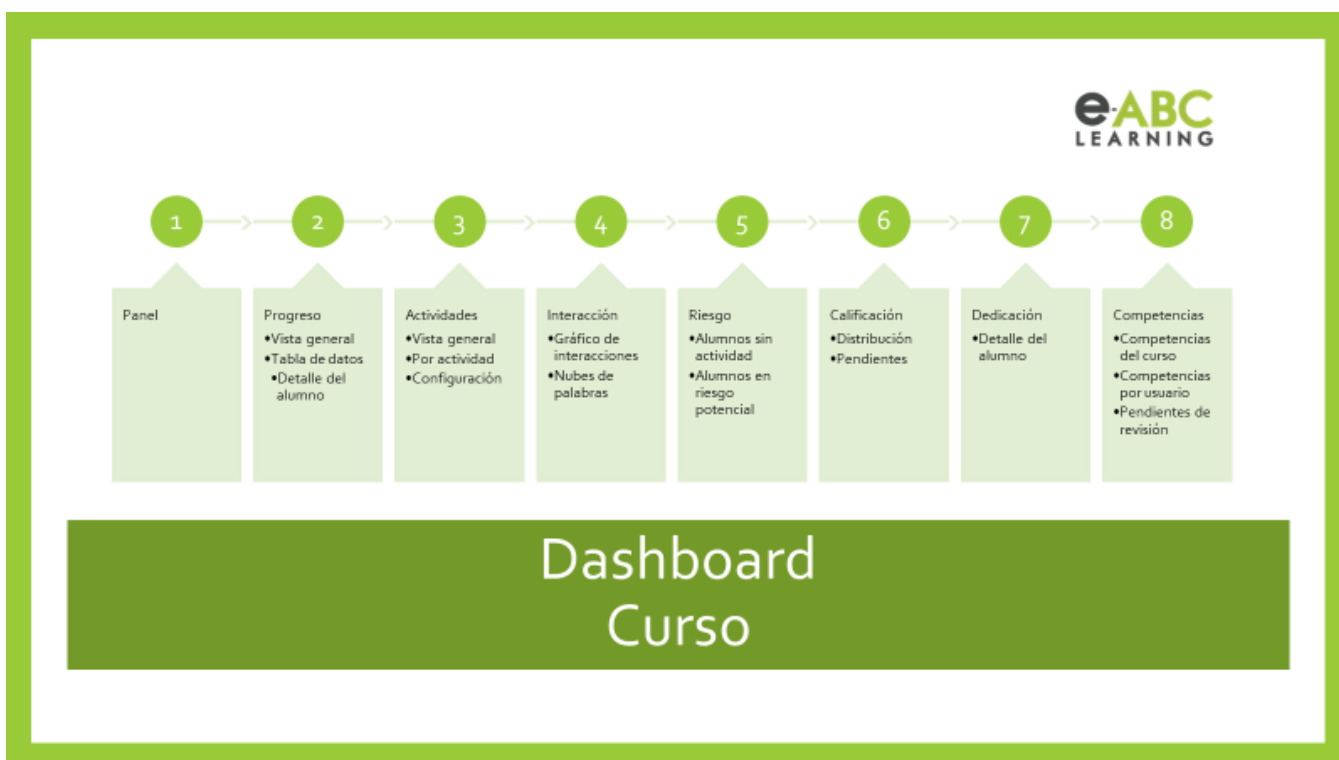 e-ABC
LEARNING
1
2
3
4
5
6
7
8
Panel
Progreso
•Vista general
•Tabla de datos
•Detalle del
alumno
Actividades
•Vista general
•Por actividad
•Configuración
Interacción
•Gráfico de
interacciones
•Nubes de
palabras
Riesgo
•Alumnos sin
actividad
•Alumnos en
riesgo
potencial
Calificación
•Distribución
•Pendientes
Dedicación
•Detalle del
alumno
Competencias
•Competencias
del curso
•Competencias
por usuario
•Pendientes de
revisión
Dashboard
Curso